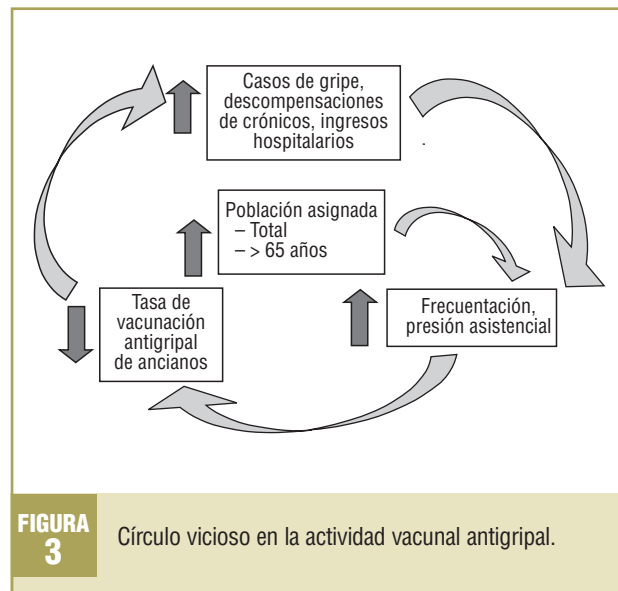 Casos de gripe,
descompensaciones
de crónicos, ingresos
hospitalarios
.
Población asignada
– Total
– > 65 años
Tasa de
vacunación
antigripal
de ancianos
Frecuentación,
presión asistencial
FIGURA
3
Círculo vicioso en la actividad vacunal antigripal.